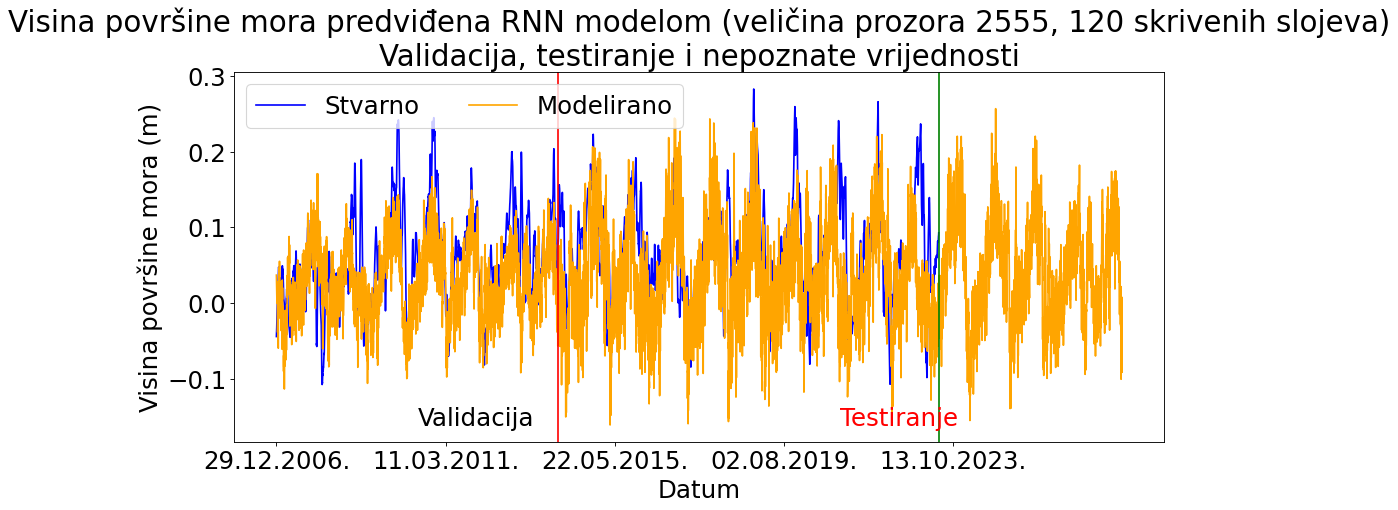 Visina površine mora predviđena RNN modelom (veličina prozora 2555, 120 skrivenih slojeva)
Validacija, testiranje i nepoznate vrijednosti
Stvarno
Modelirano
Visina površine mora (m)
0.3
0.2
0.1
0.0
−0.1
Validacija
Testiranje
29.12.2006.
11.03.2011.
22.05.2015.
02.08.2019.
13.10.2023.
Datum